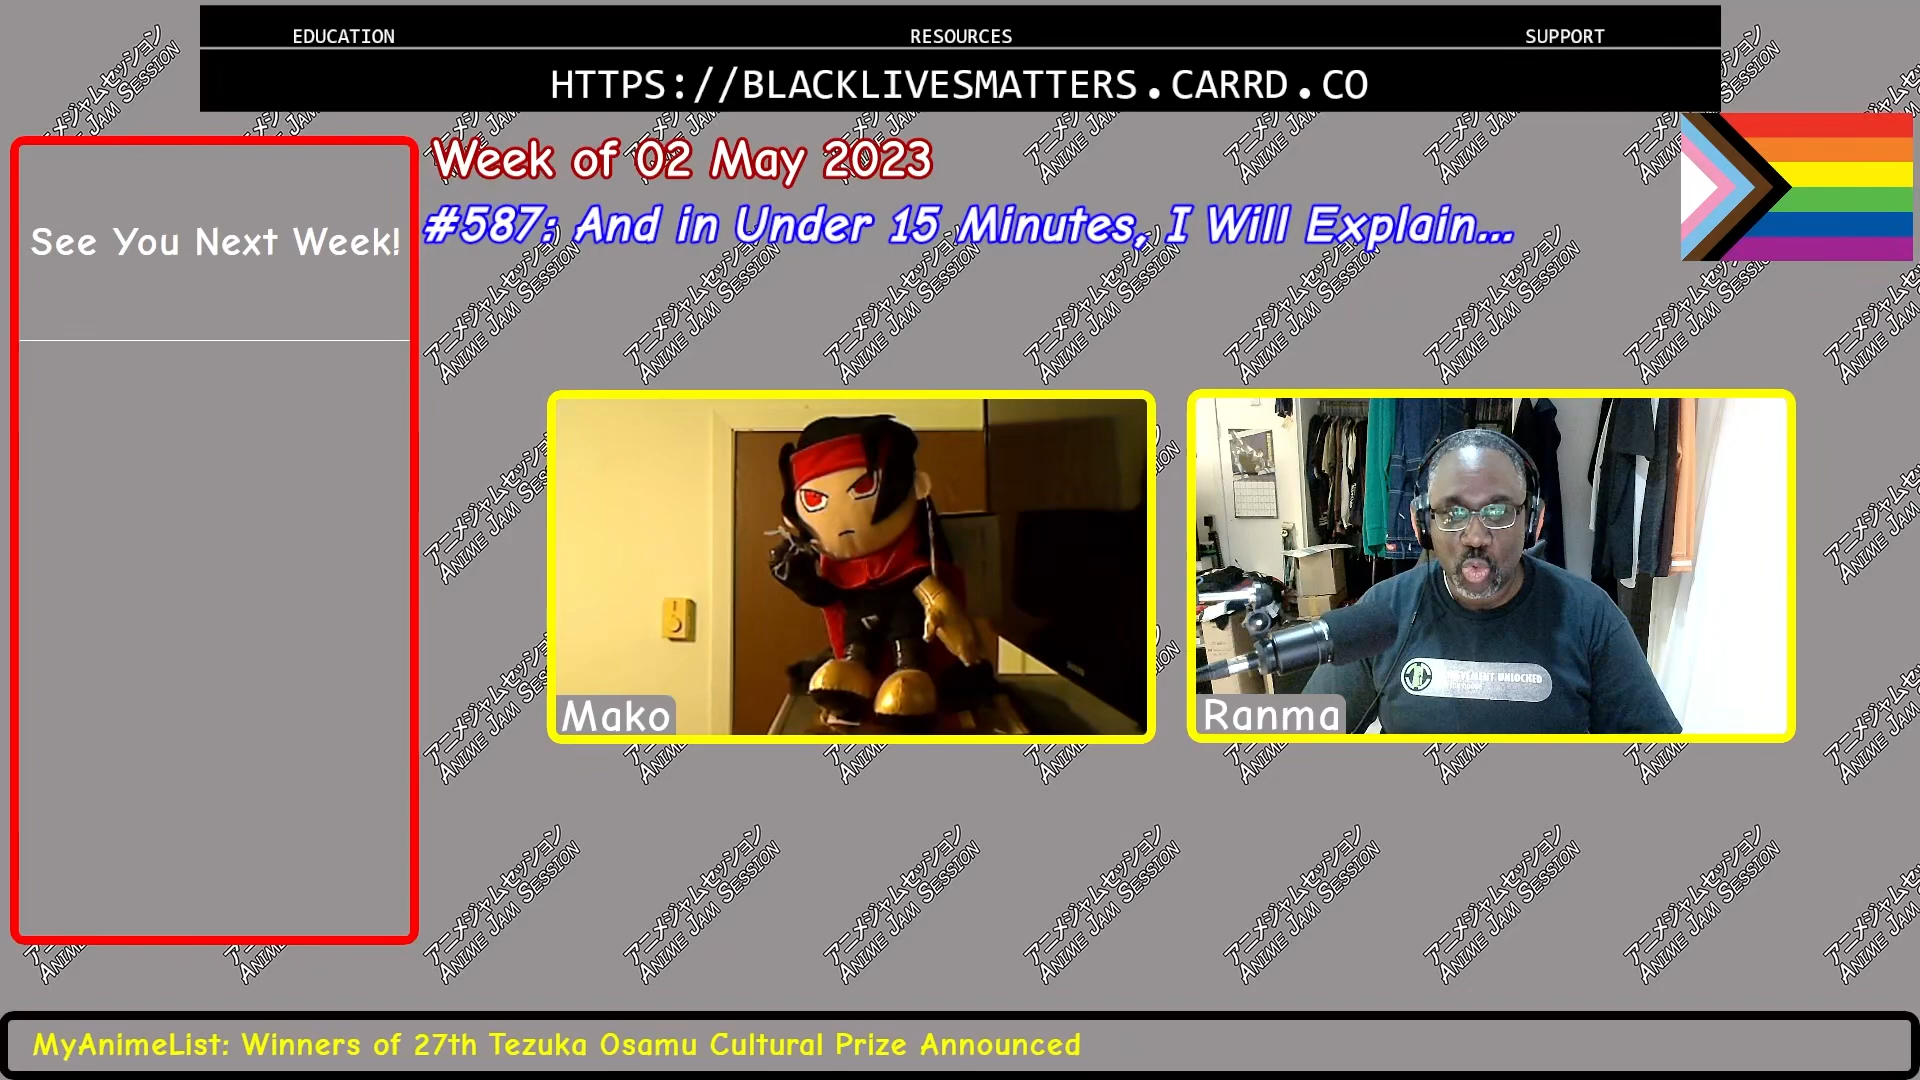 EDUCATION
RESOURCES
SUPPORT
HTTPS://BLACKLIVESMATTERS.CARRD.CO
Week of 02 May 2023
#587: And in Under 15 Minutes, I Will Explain...
See You Next Week!
アニメジャムセッション
ANIME JAM SESSION
Mako
Ranma
UNLOCKED
MyAnimeList: Winners of 27th Tezuka Osamu Cultural Prize Announced